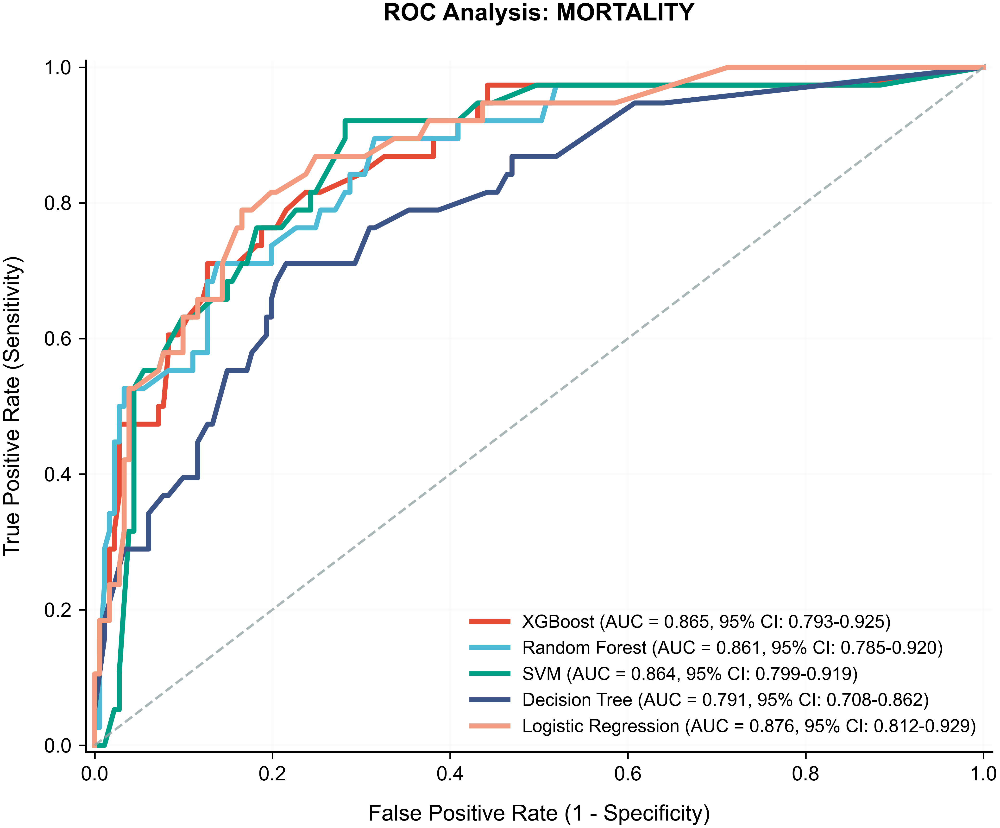 ROC Analysis: MORTALITY
True Positive Rate (Sensitivity)
1.0
0.8
0.6
0.4
0.2
0.0
XGBoost (AUC = 0.865, 95% CI: 0.793-0.925)
Random Forest (AUC = 0.861, 95% CI: 0.785-0.920)
SVM (AUC = 0.864, 95% CI: 0.799-0.919)
Decision Tree (AUC = 0.791, 95% CI: 0.708-0.862)
Logistic Regression (AUC = 0.876, 95% CI: 0.812-0.929)
0.0 0.2 0.4 0.6 0.8 1.0
False Positive Rate (1 - Specificity)